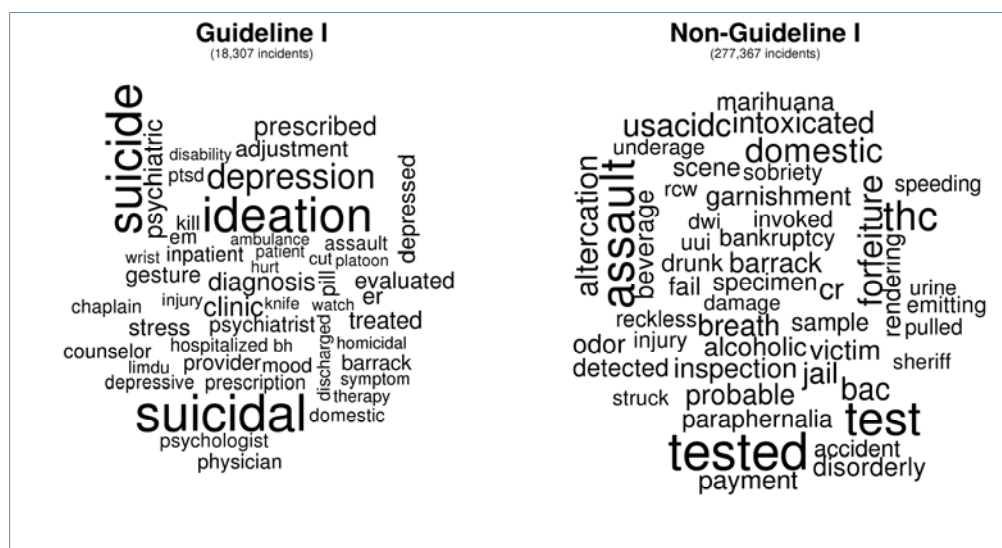 Guideline I
(18,307 incidents)
suicide
psychiatric
prescribed
disability
adjustment
ptsd
depression
depressed
ideation
kill
em
ambulance
assault
wrist
inpatient
patient
cut
platoon
hurt
gesture
diagnosis
pill
evaluated
chaplain
injury
clinic
knife
watch
er
stress
psychiatrist
treated
discharged
counselor
hospitalized
bh
homicidal
limdu
provider
mood
barrack
depressive
prescription
symptom
therapy
suicidal
domestic
psychologist
physician
Non-Guideline I
(277,367 incidents)
marihuana
usacidc
intoxicated
underage
domestic
altercation
assault
scene
sobriety
rcw
garnishment
speeding
beverage
dwi
invoked
forfeiture
thc
uui
bankruptcy
rendering
drunk
barrack
fail
specimen
cr
urine
damage
emitting
reckless
breath
sample
pulled
odor
injury
alcoholic
victim
detected
inspection
jail
sheriff
struck
probable
bac
paraphernalia
test
tested
accident
disorderly
payment